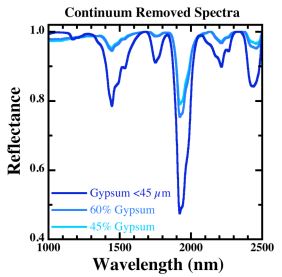 Continuum Removed Spectra
1.0
0.8
0.6
0.4
Reflectance
Gypsum <45 µm
60% Gypsum
45% Gypsum
1000 1500 2000 2500
Wavelength (nm)